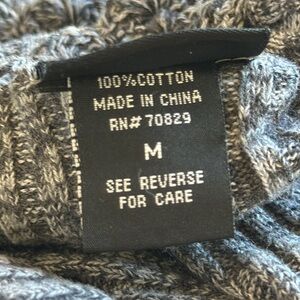 100%COTTON
MADE IN CHINA
RN# 70829
M
SEE REVERSE
FOR CARE